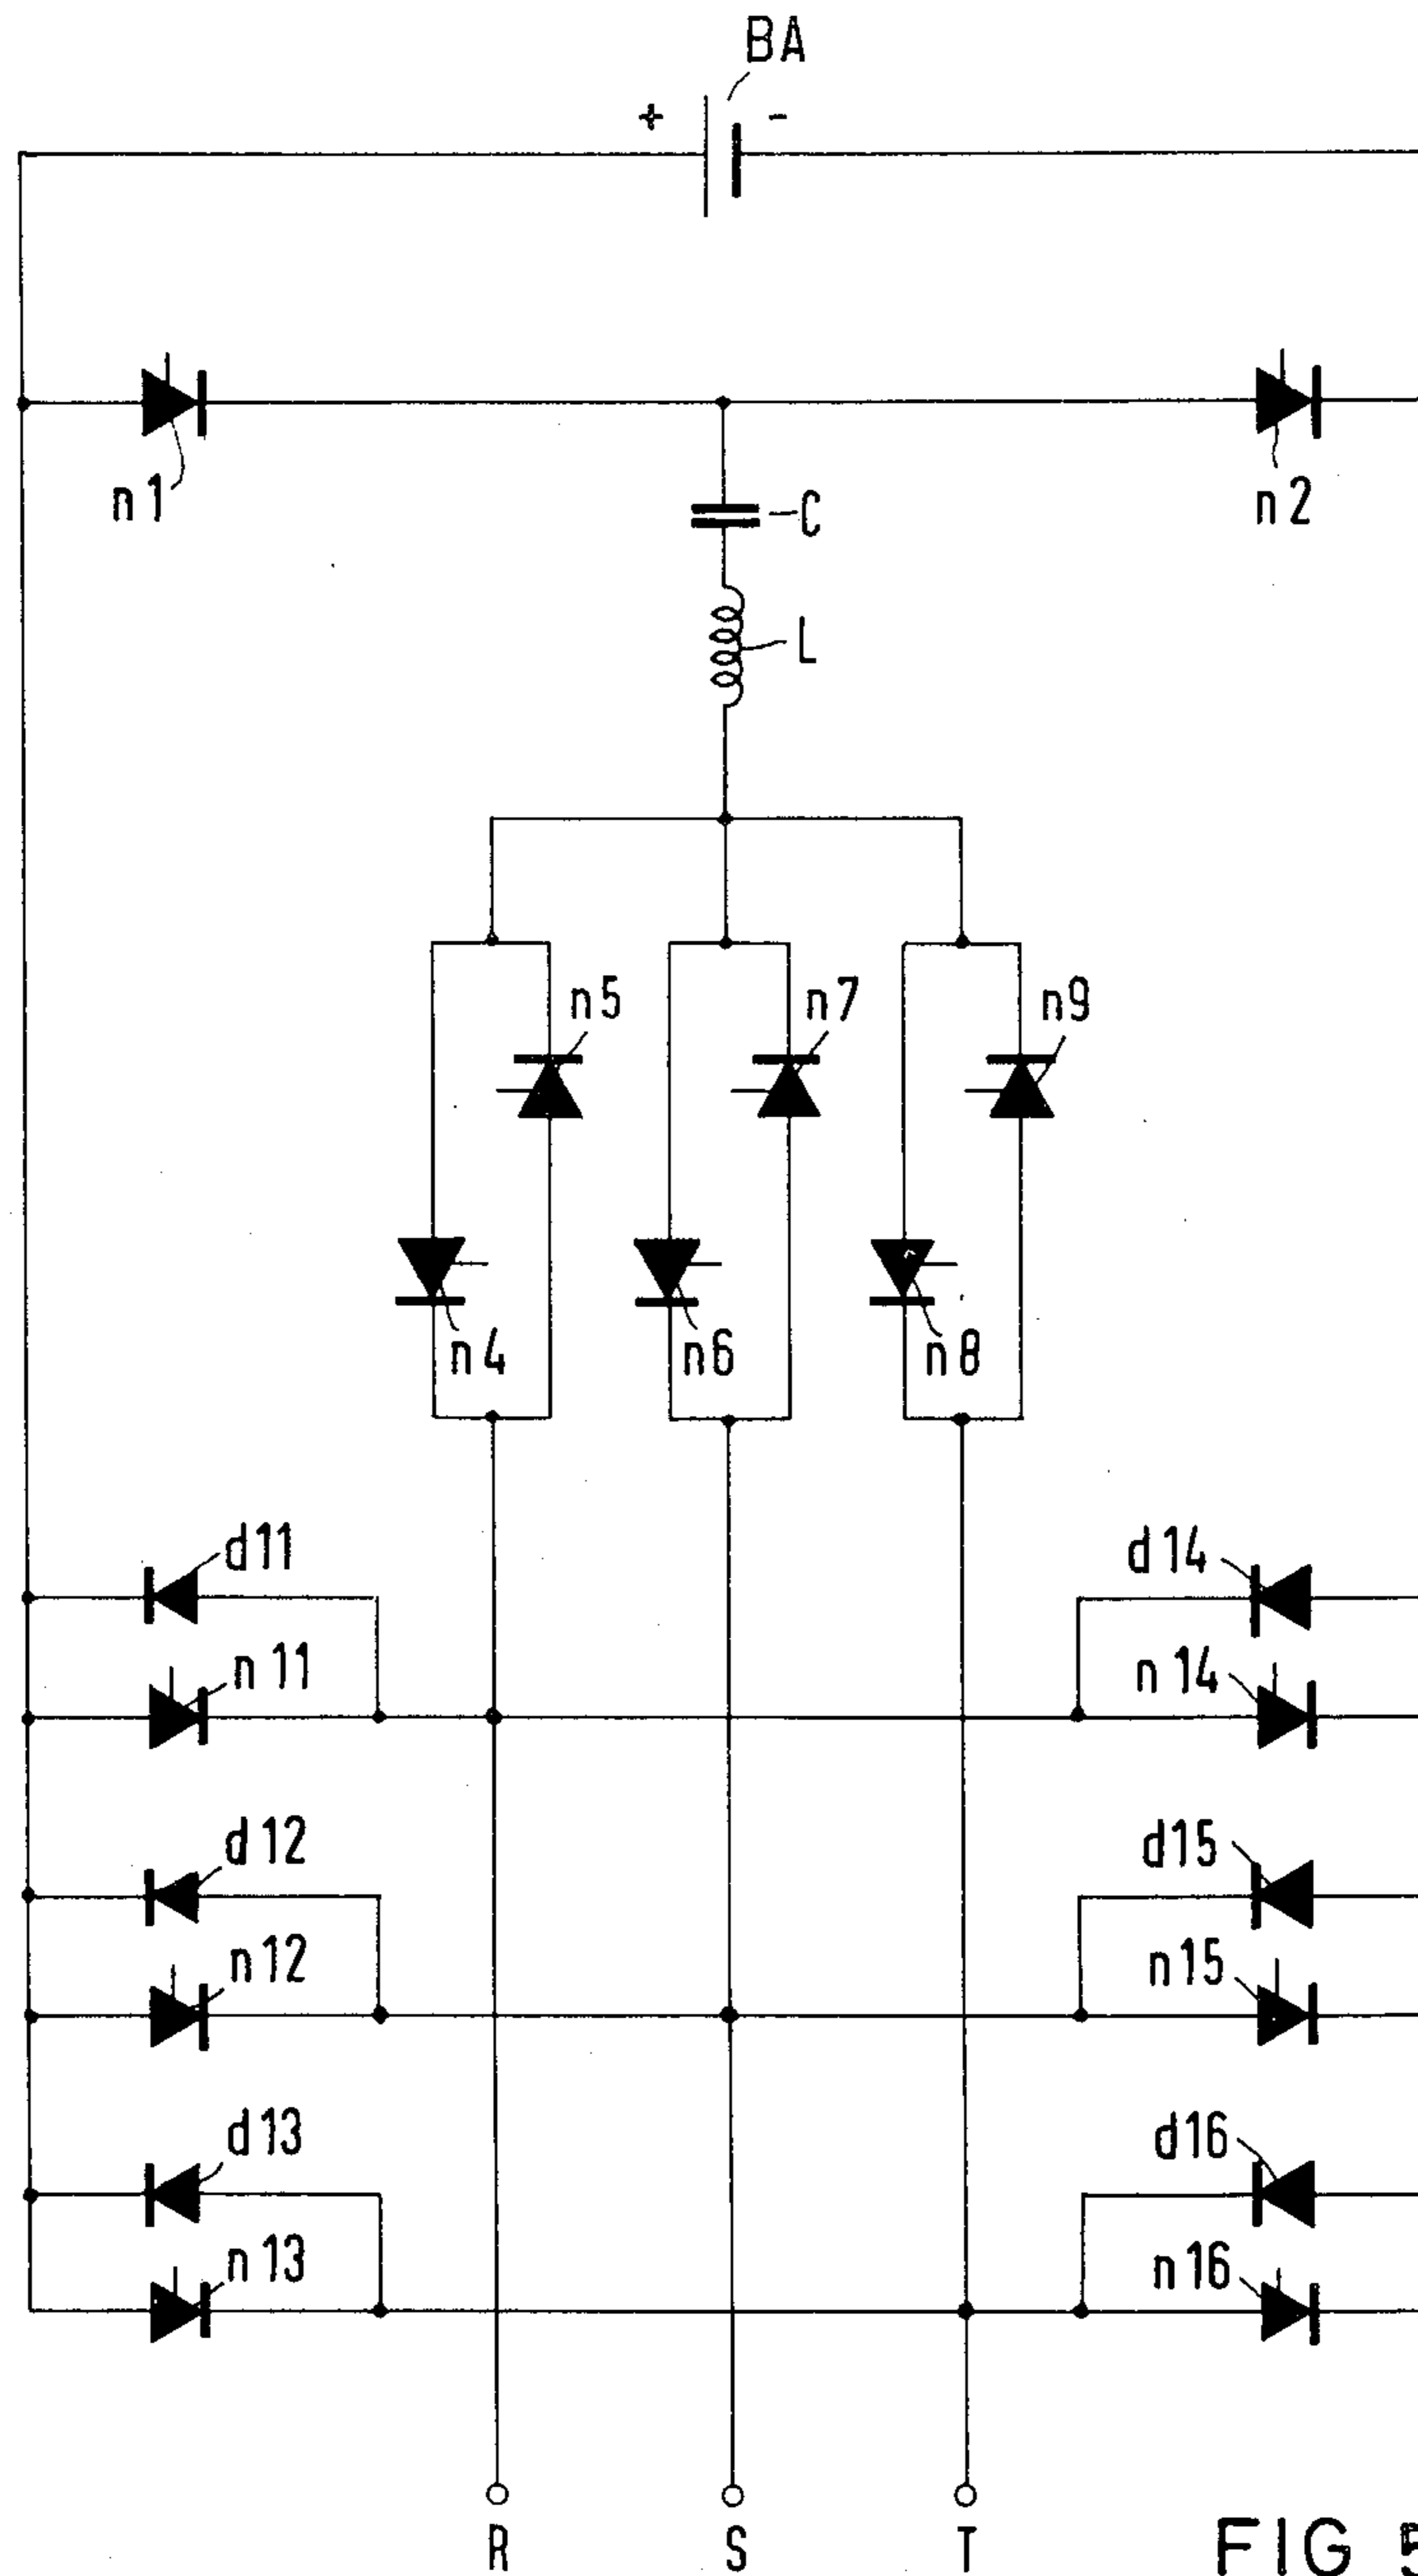 BA
+ -
n1
n2
C
L
n5
n7
n9
n4
n6
n8
d11
d14
n11
n14
d12
d15
n12
n15
d13
d16
n13
n16
R S T
FIG 5